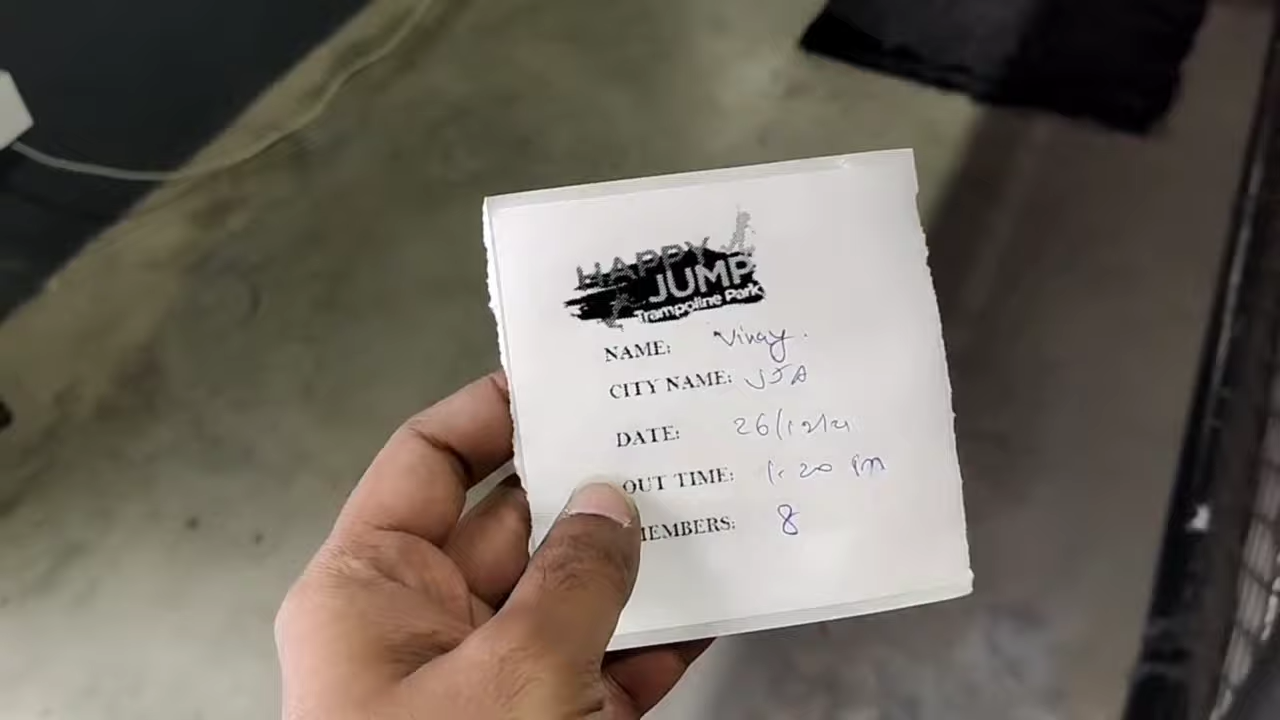 HAPPY
JUMP
Trampoline Park
NAME: Vinay.
CITY NAME: VJA
DATE: 26/12/21
OUT TIME: 1:20 Pm
MEMBERS: 8